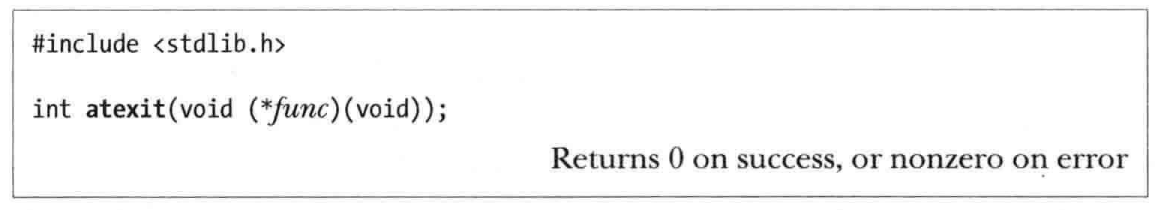 #include <stdlib.h>
int atexit(void (*func)(void));
Returns 0 on success, or nonzero on error